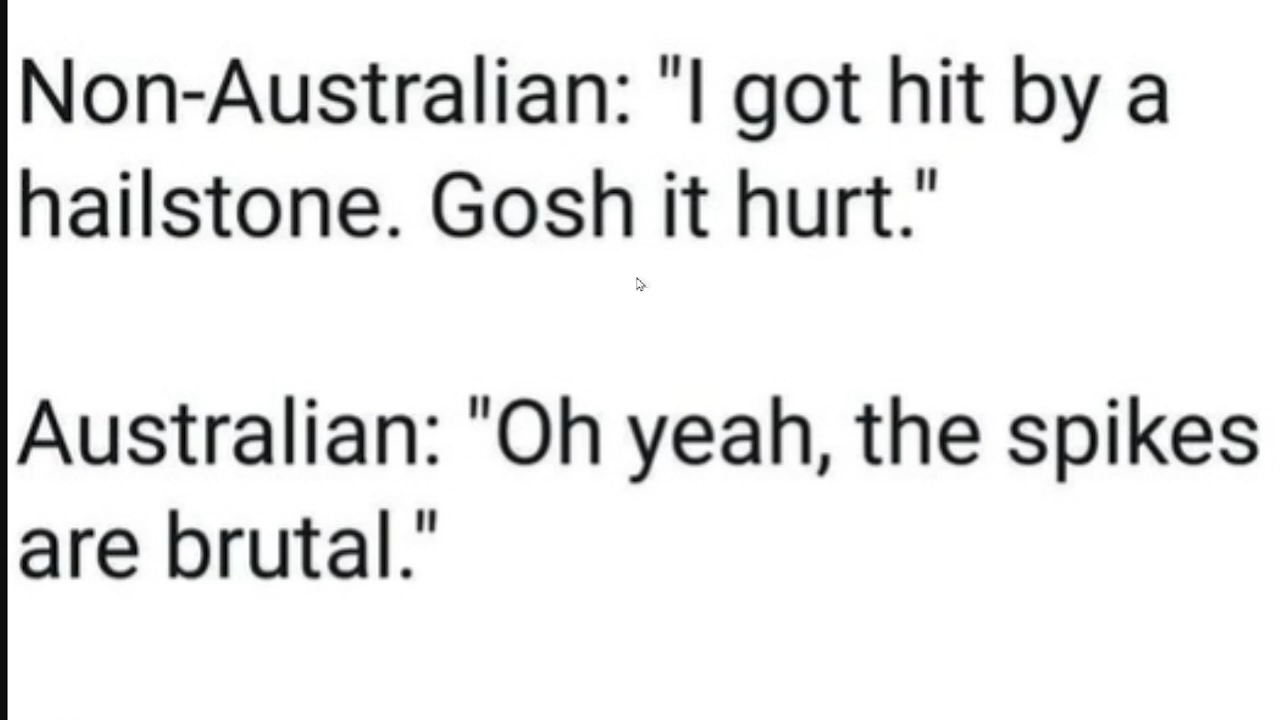 Non-Australian: "I got hit by a
hailstone. Gosh it hurt."
Australian: "Oh yeah, the spikes
are brutal."